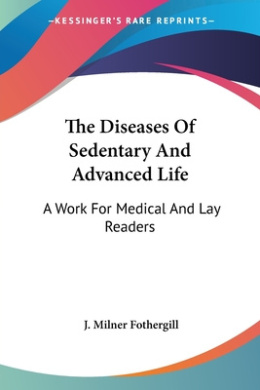 KESSINGER'S RARE REPRINTS
The Diseases Of
Sedentary And
Advanced Life
A Work For Medical And Lay
Readers
J. Milner Fothergill